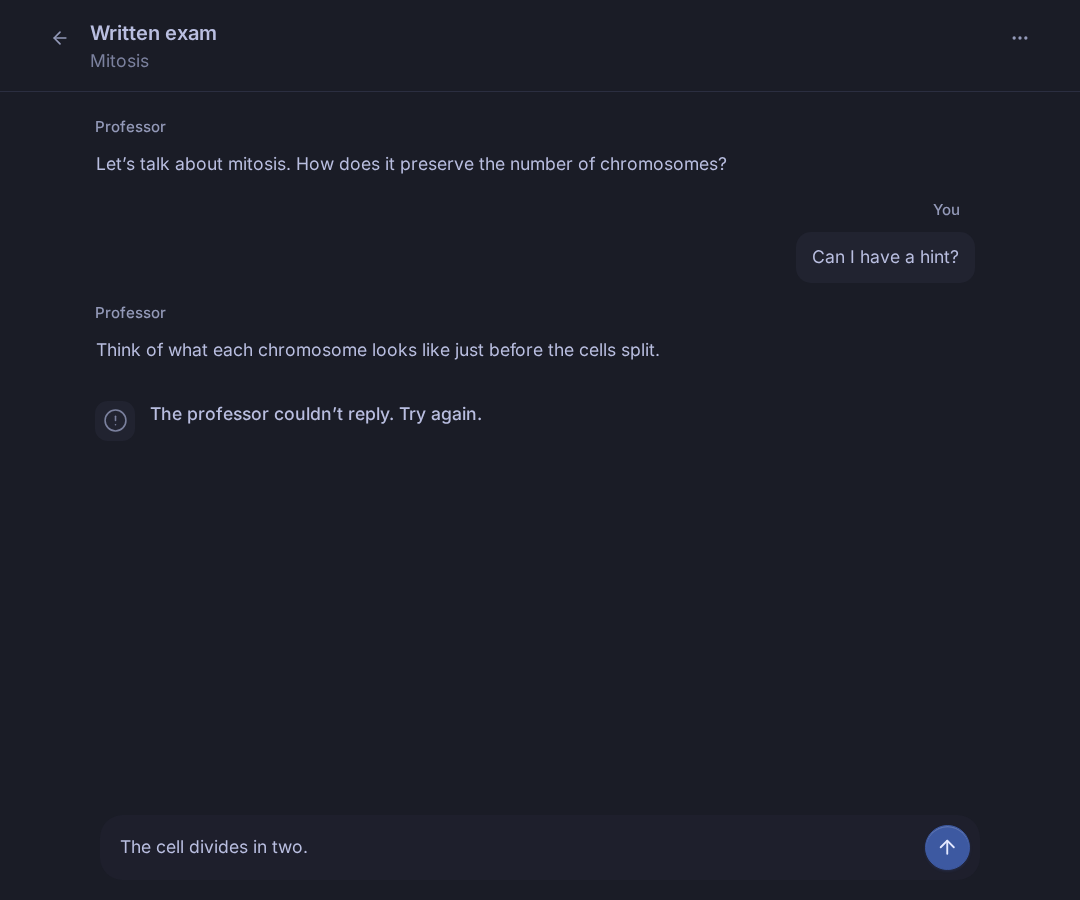 Written exam
Mitosis
Professor
Let’s talk about mitosis. How does it preserve the number of chromosomes?
You
Can I have a hint?
Professor
Think of what each chromosome looks like just before the cells split.
The professor couldn’t reply. Try again.
The cell divides in two.